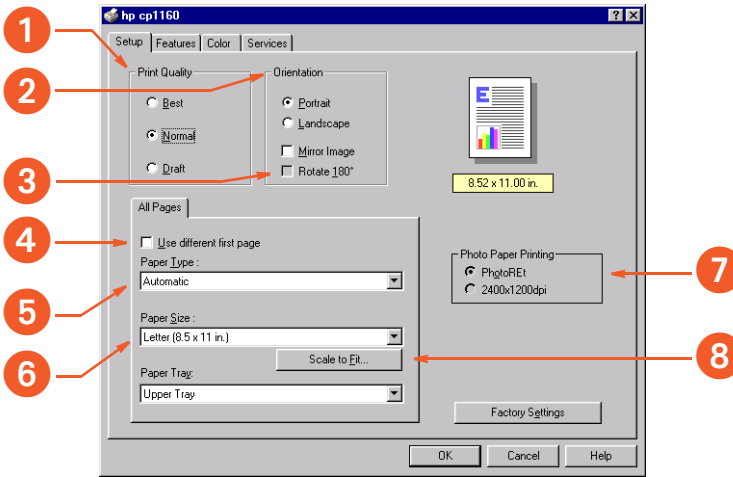 hp cp1160
Setup Features Color Services
1
2
3
4
5
6
7
8
Print Quality
Best
Normal
Draft
Orientation
Portrait
Landscape
Mirror Image
Rotate 180°
E
8.52 x 11.00 in.
All Pages
Use different first page
Paper Type :
Automatic
Paper Size :
Letter (8.5 x 11 in.)
Scale to Fit...
Paper Tray:
Upper Tray
Photo Paper Printing
PhotoREt
2400x1200dpi
Factory Settings
OK Cancel Help